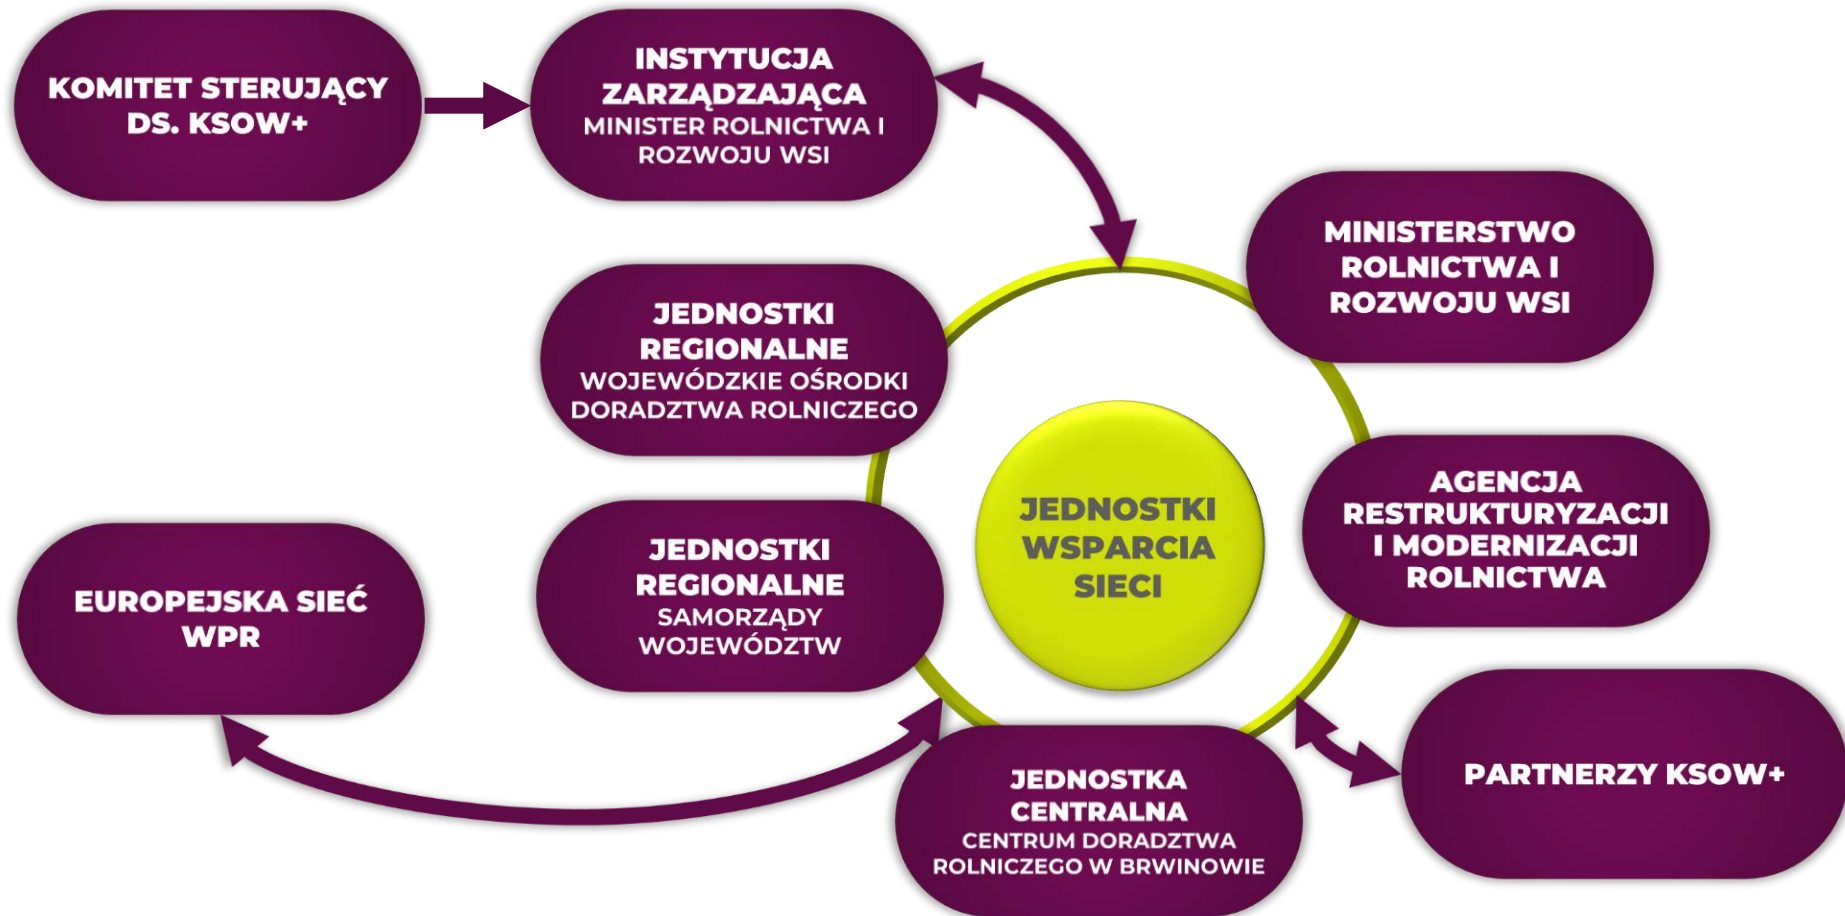 KOMITET STERUJĄCY
DS. KSOW+
INSTYTUCJA
ZARZĄDZAJĄCA
MINISTER ROLNICTWA I
ROZWOJU WSI
MINISTERSTWO
ROLNICTWA I
ROZWOJU WSI
JEDNOSTKI
REGIONALNE
WOJEWÓDZKIE OŚRODKI
DORADZTWA ROLNICZEGO
AGENCJA
RESTRUKTURYZACJI
I MODERNIZACJI
ROLNICTWA
JEDNOSTKI
WSPARCIA
SIECI
JEDNOSTKI
REGIONALNE
SAMORZĄDY
WOJEWÓDZTW
EUROPEJSKA SIEĆ
WPR
JEDNOSTKA
CENTRALNA
CENTRUM DORADZTWA
ROLNICZEGO W BRWINOWIE
PARTNERZY KSOW+